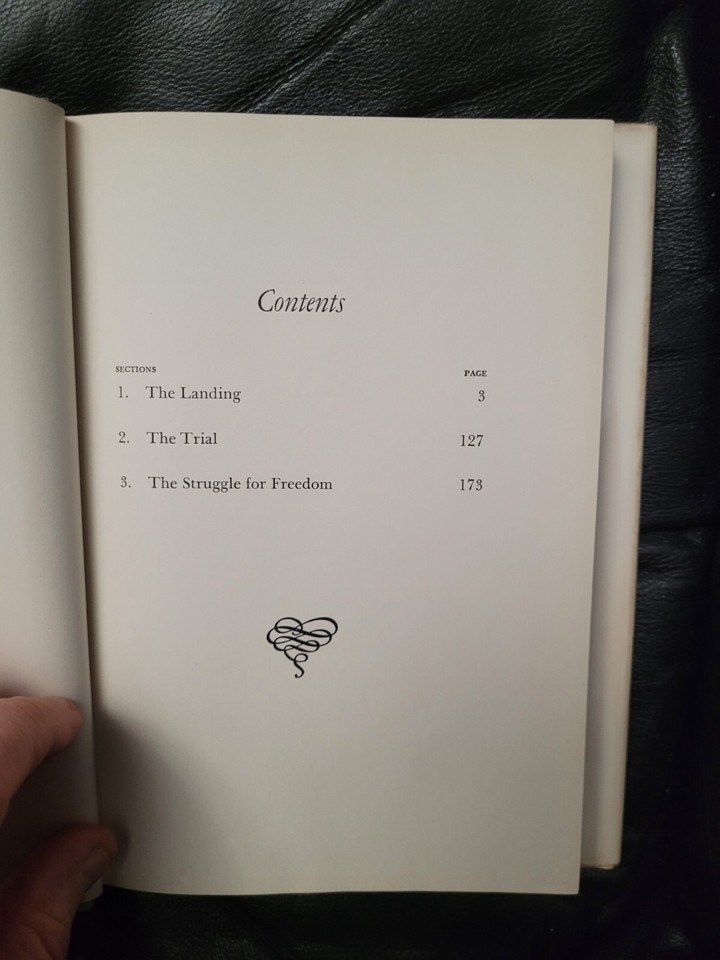 Contents
SECTIONS PAGE
1. The Landing 3
2. The Trial 127
3. The Struggle for Freedom 173